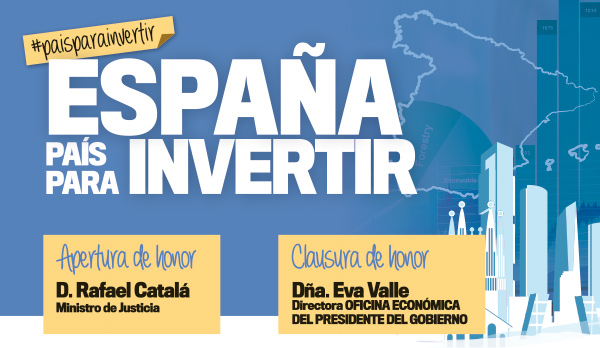 #paisparainvertir
ESPAÑA
PAÍS
PARA INVERTIR
Apertura de honor
D. Rafael Catalá
Ministro de Justicia
Clausura de honor
Dña. Eva Valle
Directora OFICINA ECONÓMICA
DEL PRESIDENTE DEL GOBIERNO
Forestry